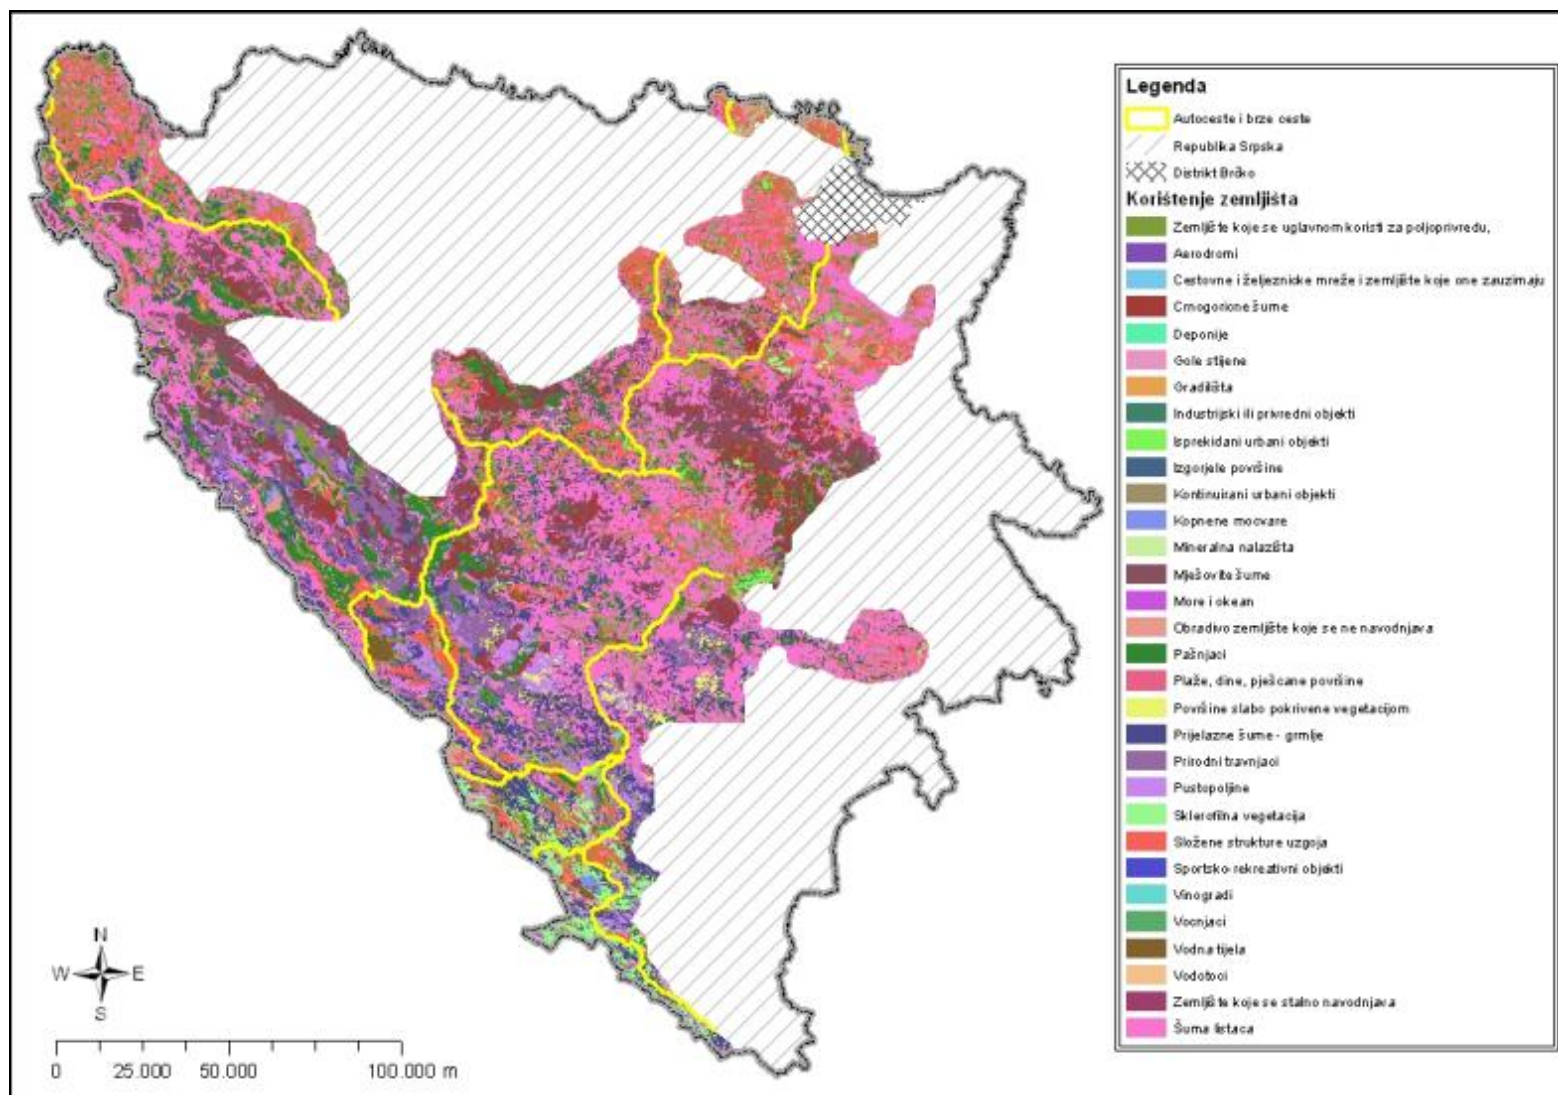 Legenda
Autoceste i brze ceste
Republika Srpska
Distrikt Brčko
Korištenje zemljišta
Zemljište koje se uglavnom koristi za poljoprivredu,
Aerodromi
Cestovne i željeznicke mreže i zemljište koje one zauzimaju
Crnogoricne šume
Deponije
Gole stijene
Gradilišta
Industrijski ili privredni objekti
Isprekidani urbani objekti
Izgorjele površine
Kontinuirani urbani objekti
Kopnene mocvare
Mineralna nalazišta
Mješovite šume
More i okean
Obradivo zemljište koje se ne navodnjava
Pašnjaci
Plaže, dine, pješcane površine
Površine slabo pokrivene vegetacijom
Prijelazne šume - grmlje
Prirodni travnjaci
Pustopoljine
Sklerofilna vegetacija
Složene strukture uzgoja
Sportsko-rekreativni objekti
Vinogradi
Vocnjaci
Vodna tijela
Vodotoci
Zemljište koje se stalno navodnjava
Šuma listaca
N
W E
S
0 25.000 50.000 100.000 m